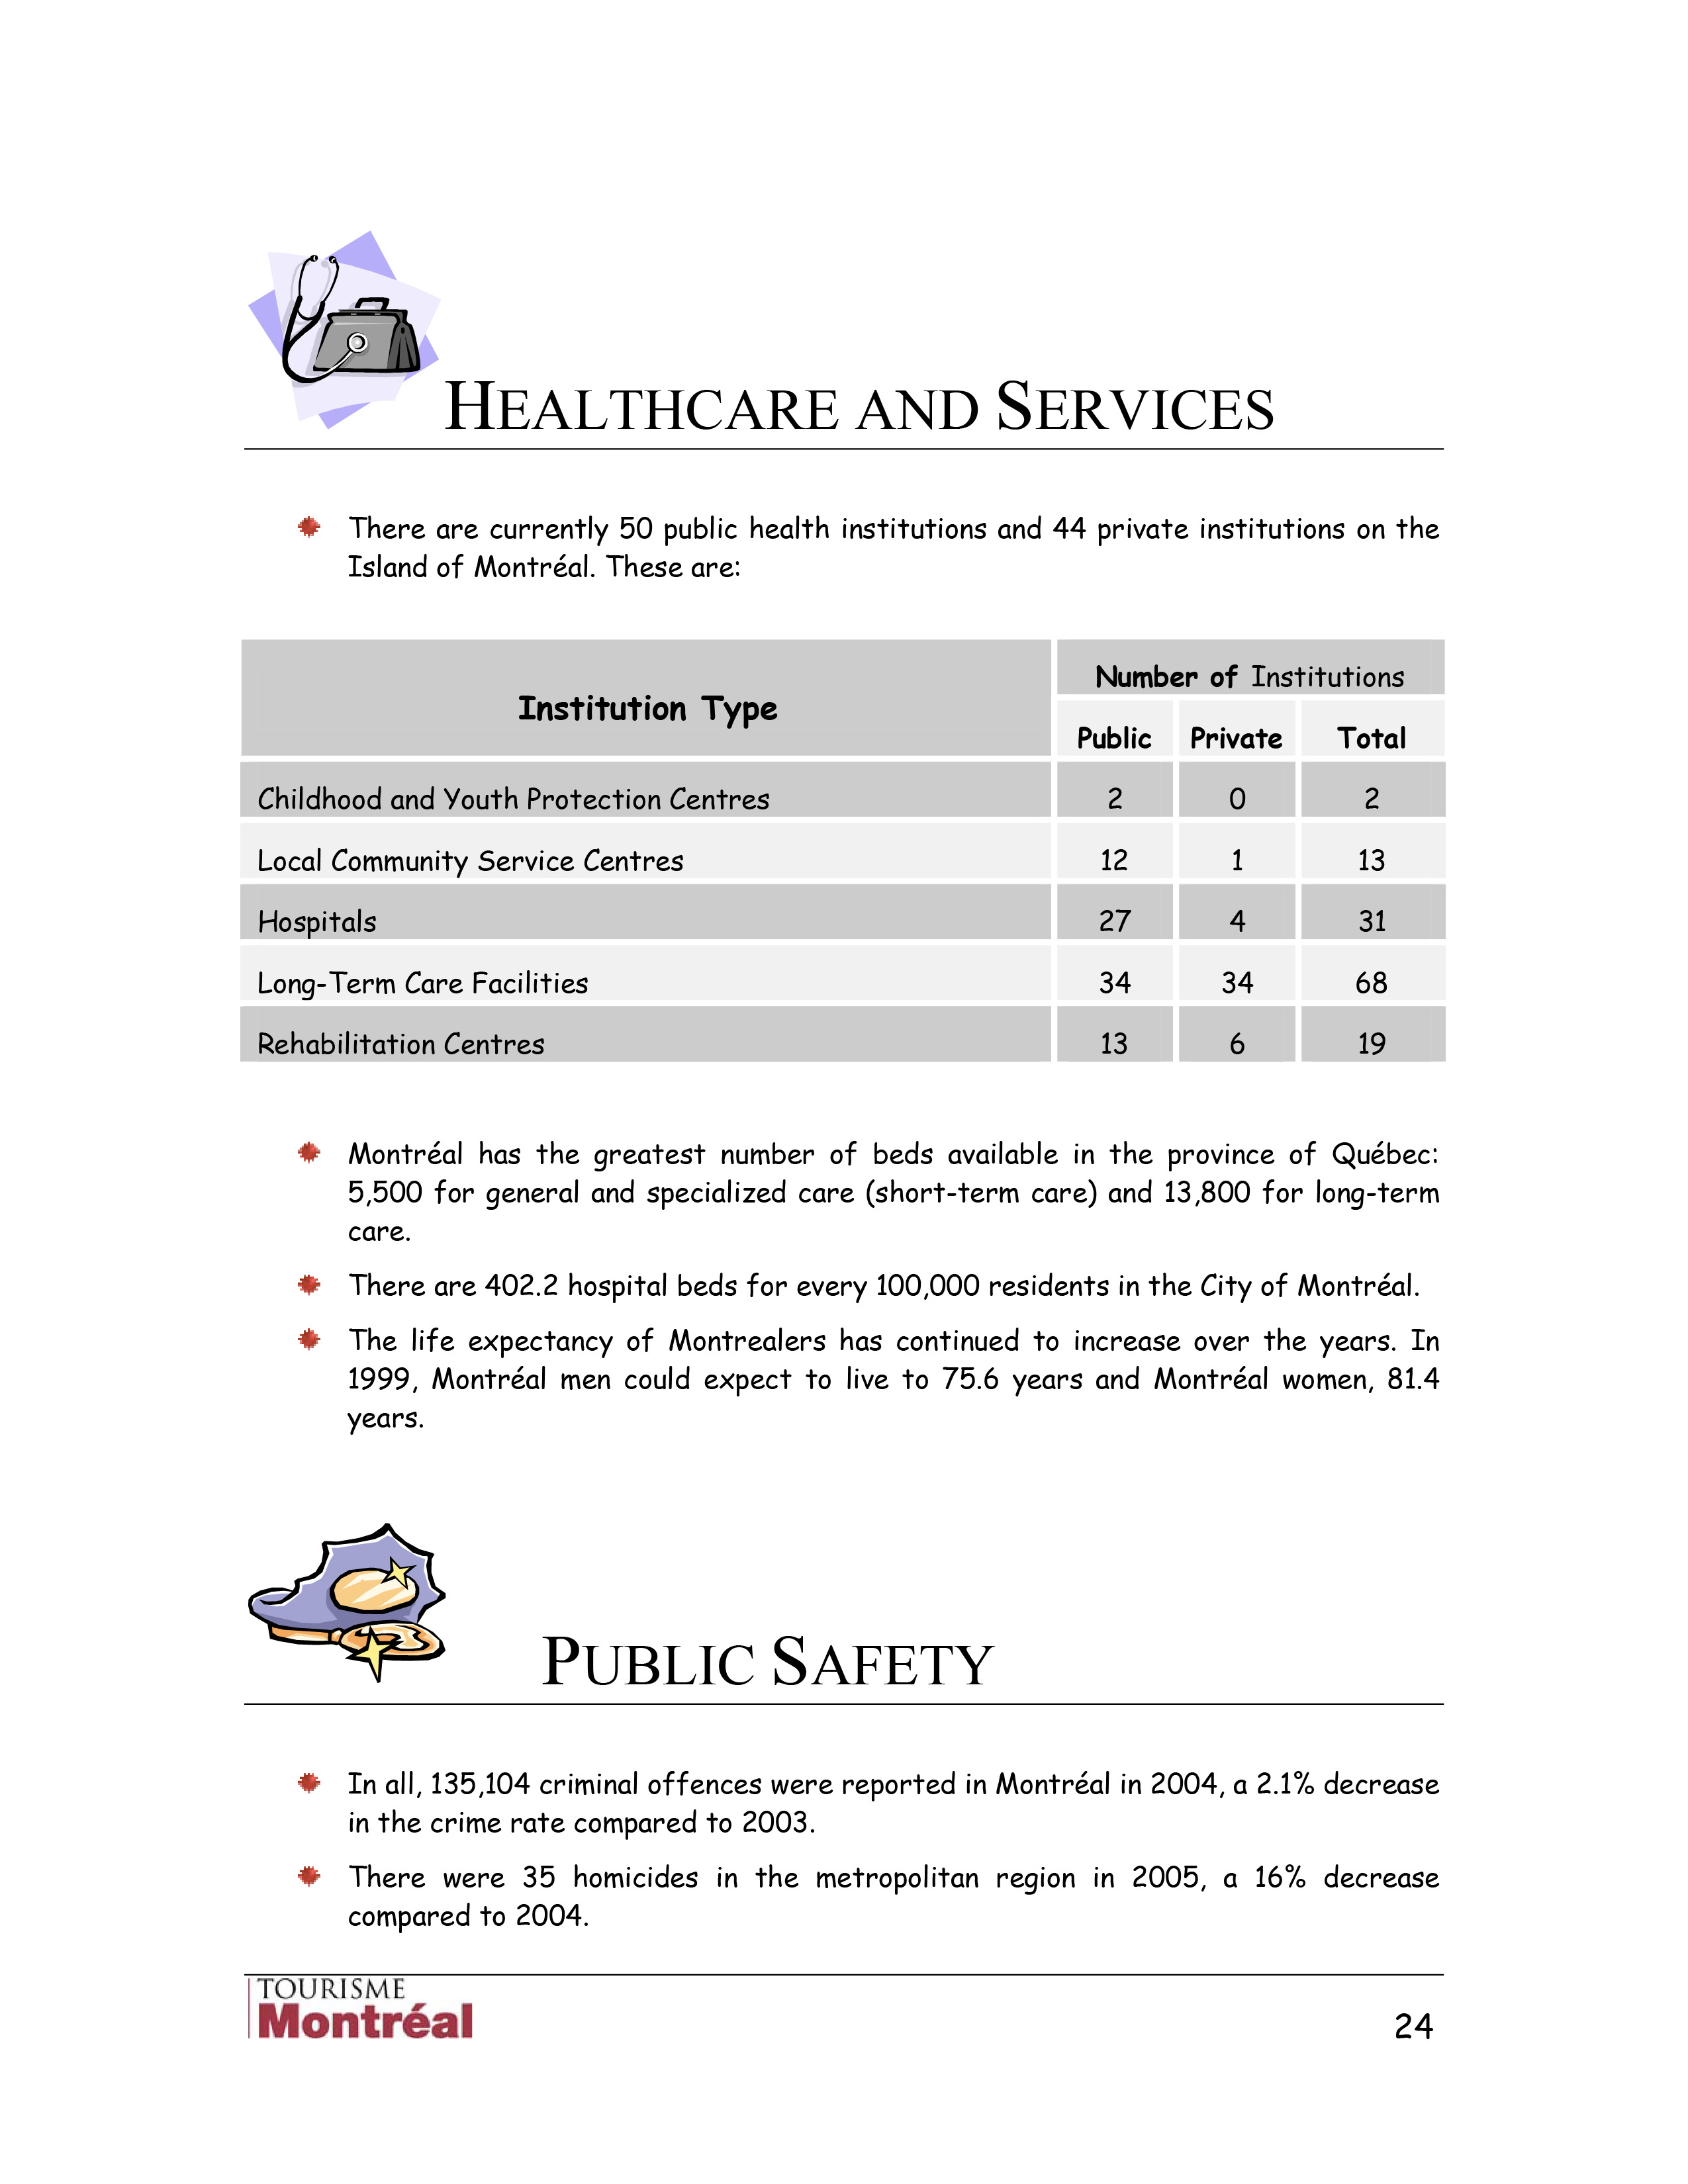 HEALTHCARE AND SERVICES
There are currently 50 public health institutions and 44 private institutions on the
Island of Montréal. These are:
Institution Type
Number of Institutions
Public Private Total
Childhood and Youth Protection Centres 2 0 2
Local Community Service Centres 12 1 13
Hospitals 27 4 31
Long-Term Care Facilities 34 34 68
Rehabilitation Centres 13 6 19
Montréal has the greatest number of beds available in the province of Québec:
5,500 for general and specialized care (short-term care) and 13,800 for long-term
care.
There are 402.2 hospital beds for every 100,000 residents in the City of Montréal.
The life expectancy of Montrealers has continued to increase over the years. In
1999, Montréal men could expect to live to 75.6 years and Montréal women, 81.4
years.
PUBLIC SAFETY
In all, 135,104 criminal offences were reported in Montréal in 2004, a 2.1% decrease
in the crime rate compared to 2003.
There were 35 homicides in the metropolitan region in 2005, a 16% decrease
compared to 2004.
TOURISME
Montréal
24